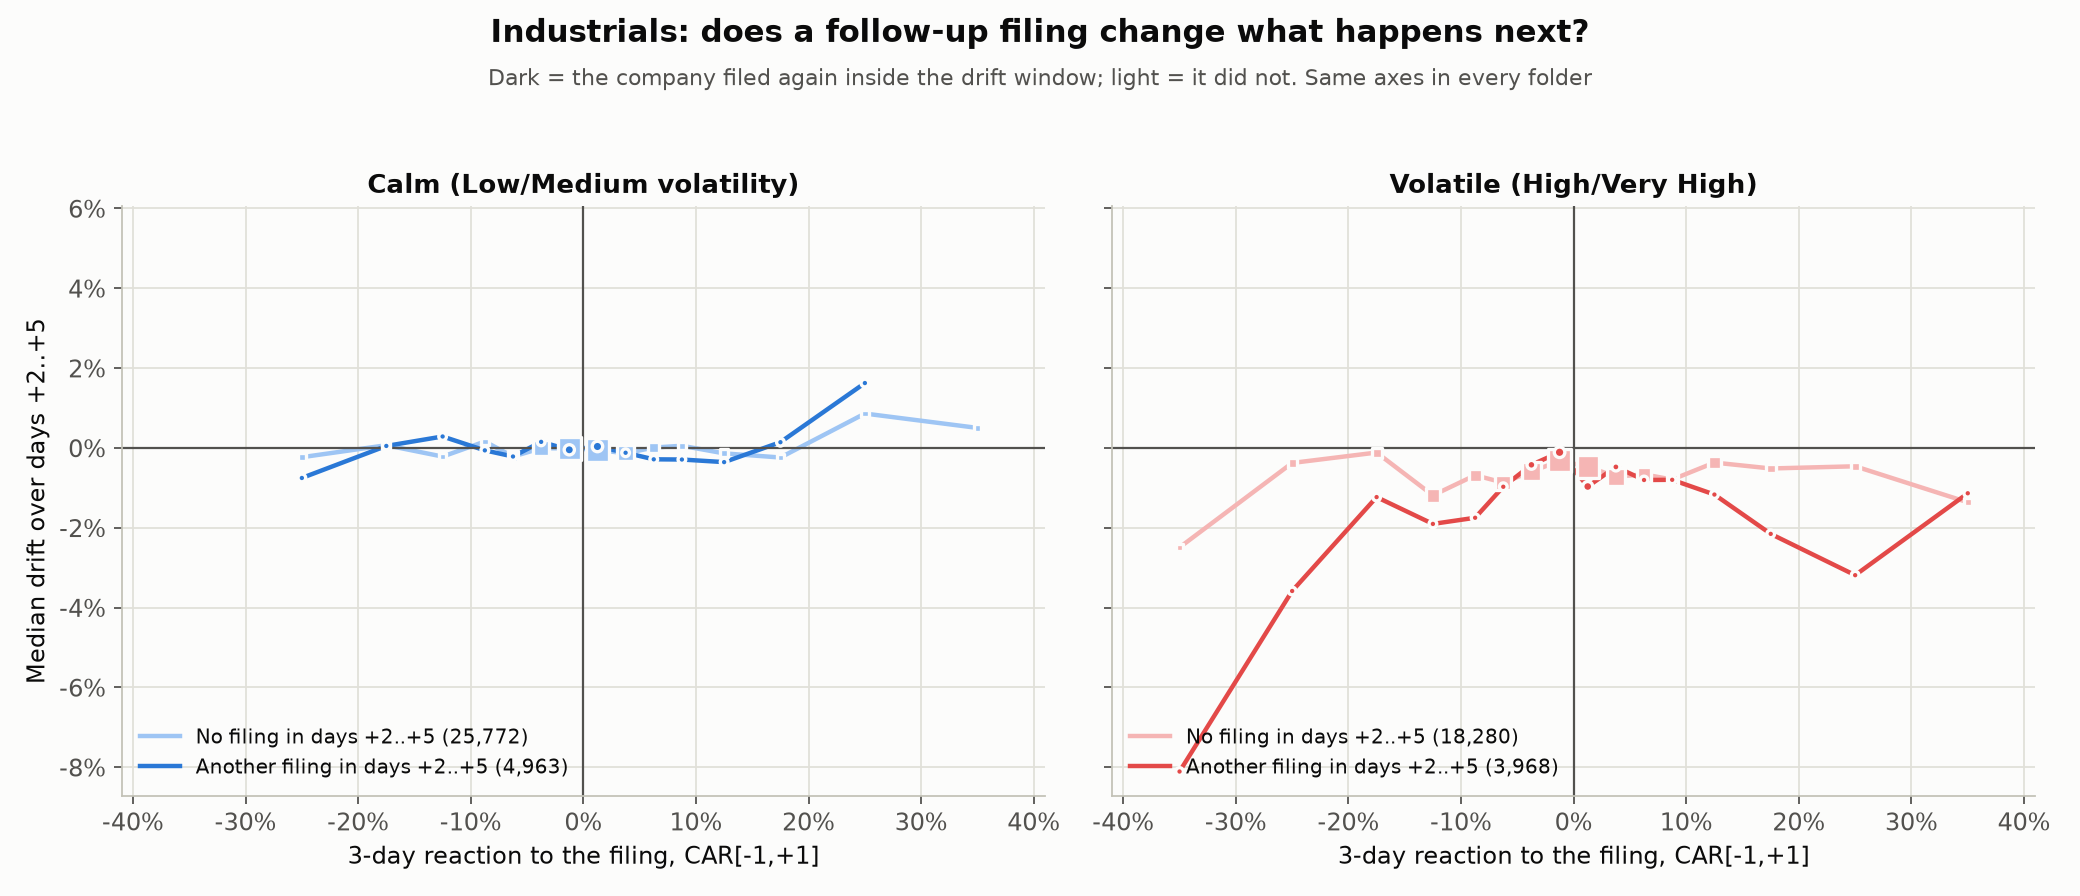 Industrials: does a follow-up filing change what happens next?
Dark = the company filed again inside the drift window; light = it did not. Same axes in every folder
Calm (Low/Medium volatility)
Volatile (High/Very High)
Median drift over days +2..+5
6%
4%
2%
0%
-2%
-4%
-6%
-8%
No filing in days +2..+5 (25,772)
Another filing in days +2..+5 (4,963)
No filing in days +2..+5 (18,280)
Another filing in days +2..+5 (3,968)
-40% -30% -20% -10% 0% 10% 20% 30% 40%
-40% -30% -20% -10% 0% 10% 20% 30% 40%
3-day reaction to the filing, CAR[-1,+1]
3-day reaction to the filing, CAR[-1,+1]